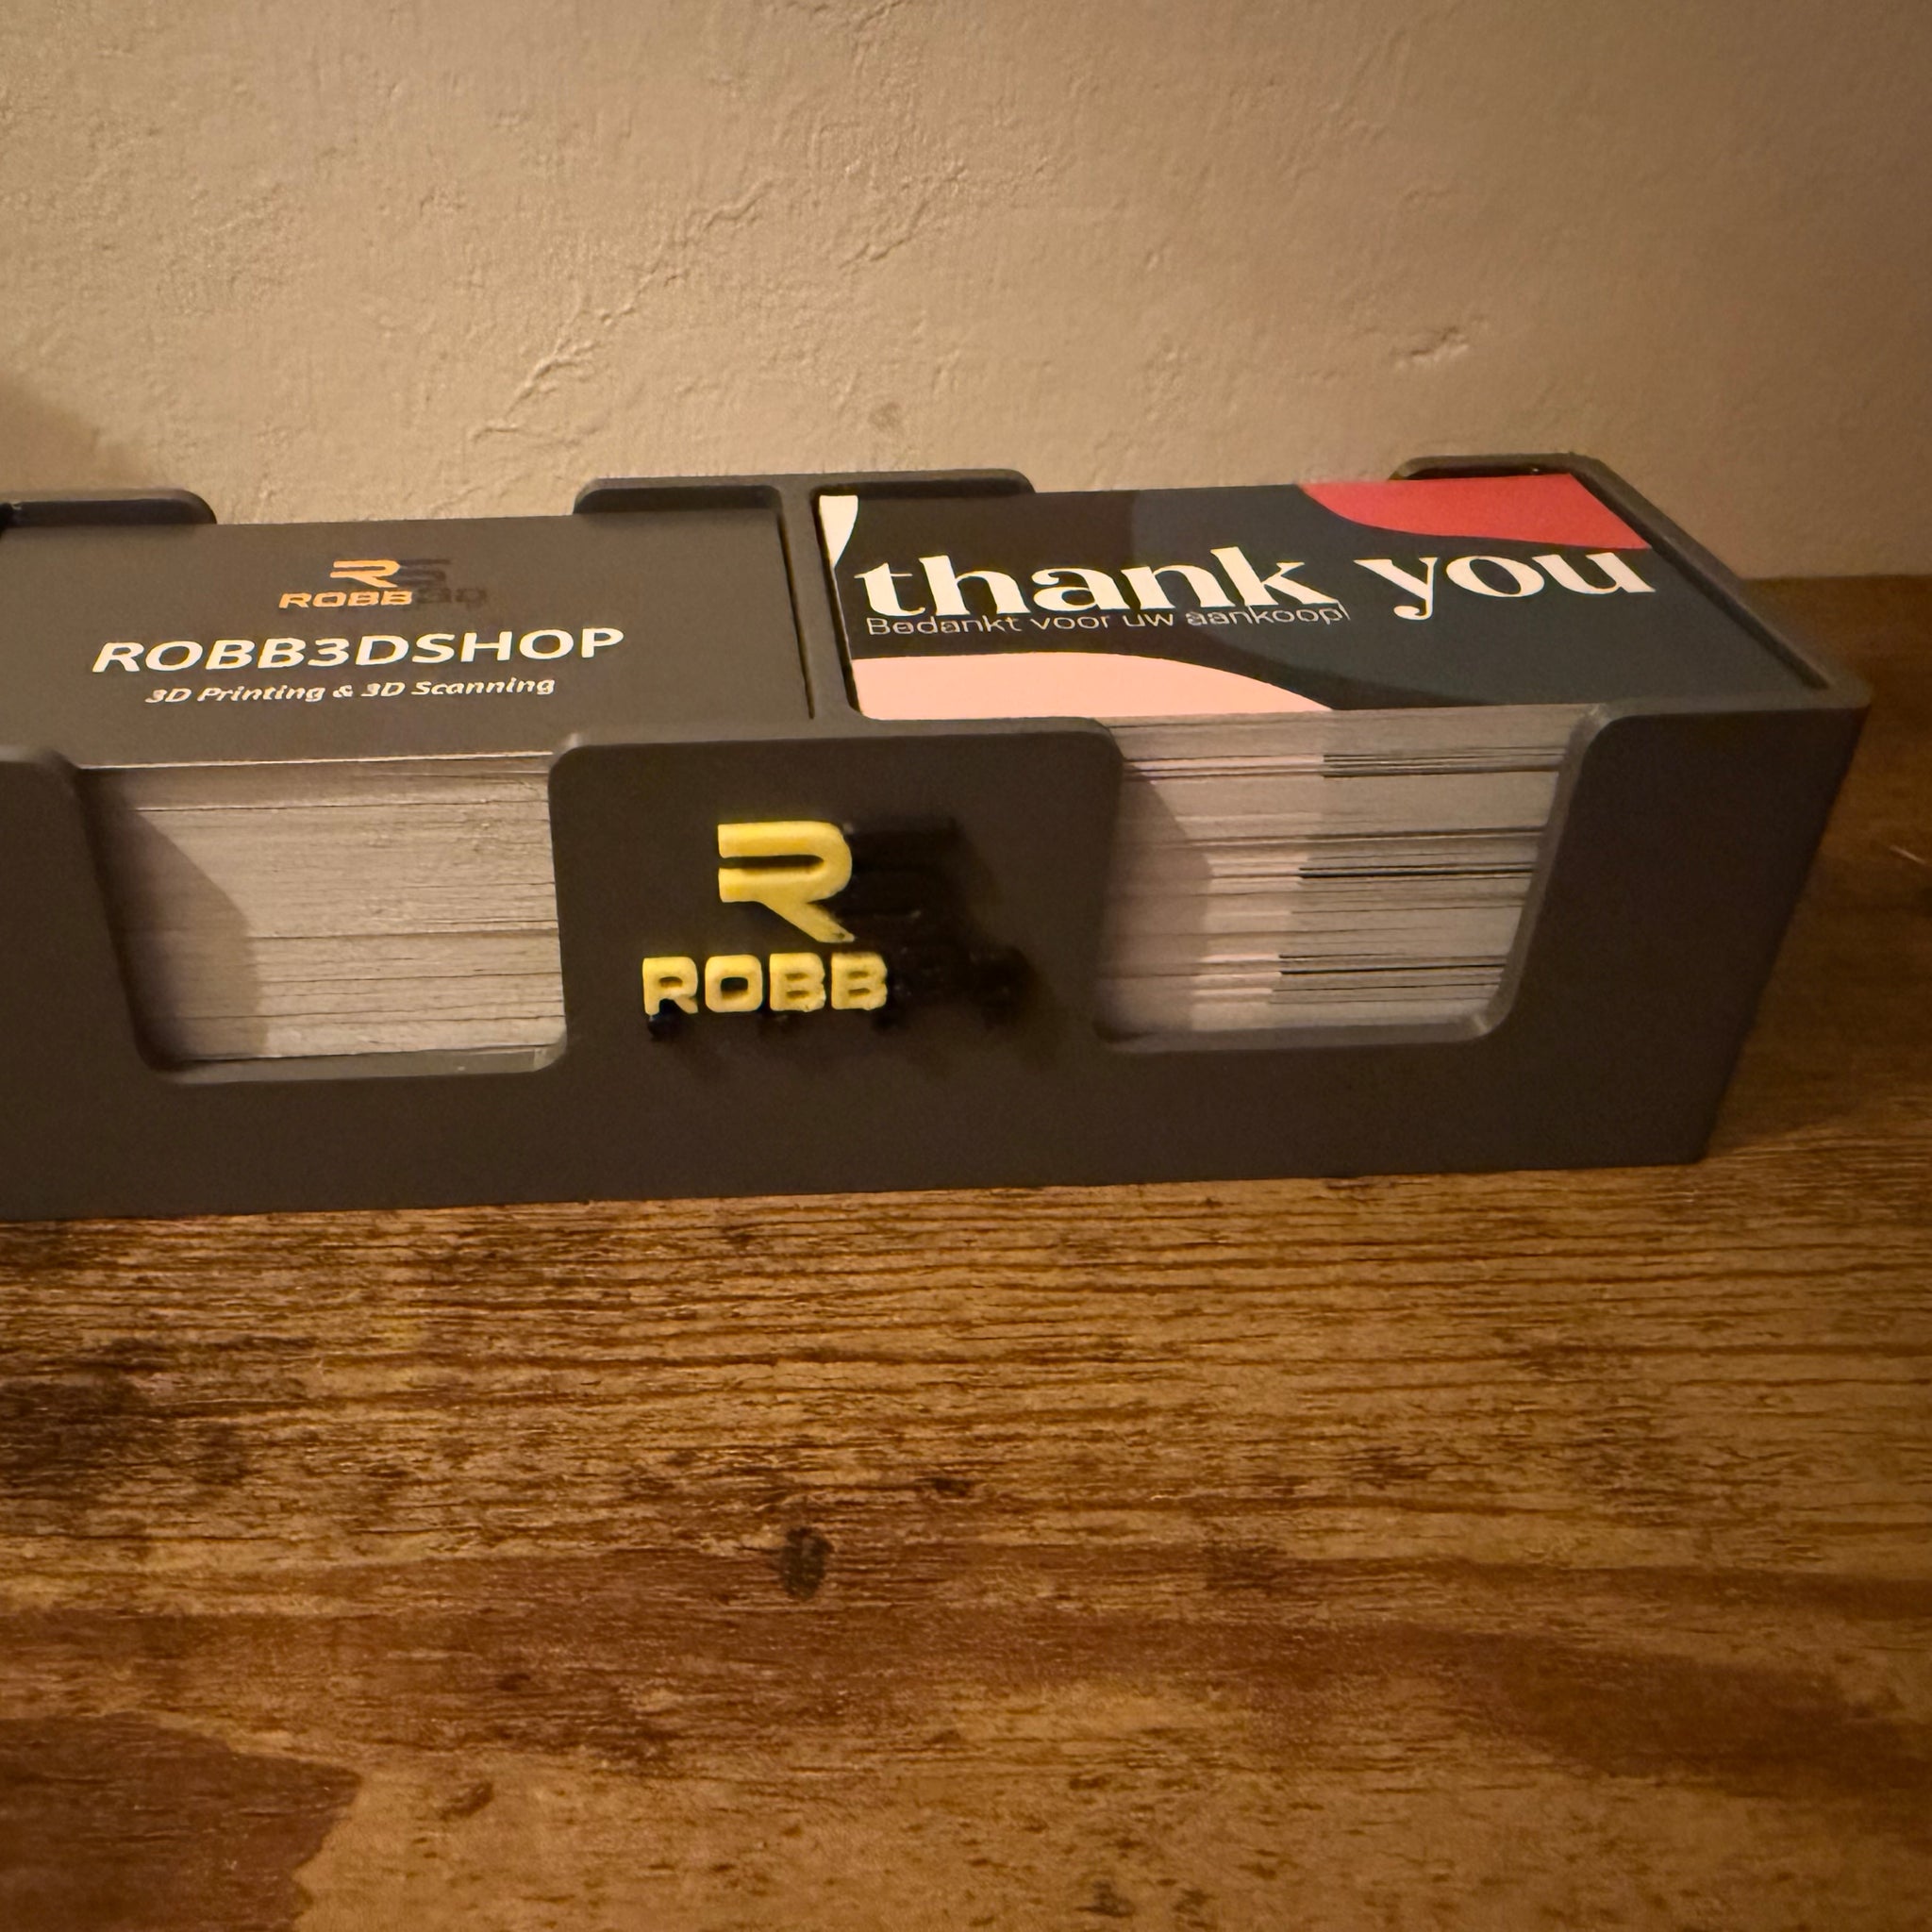 ROBB
ROBB3DSHOP
3D Printing & 3D Scanning
thank you
Bedankt voor uw aankoop!
R
ROBB